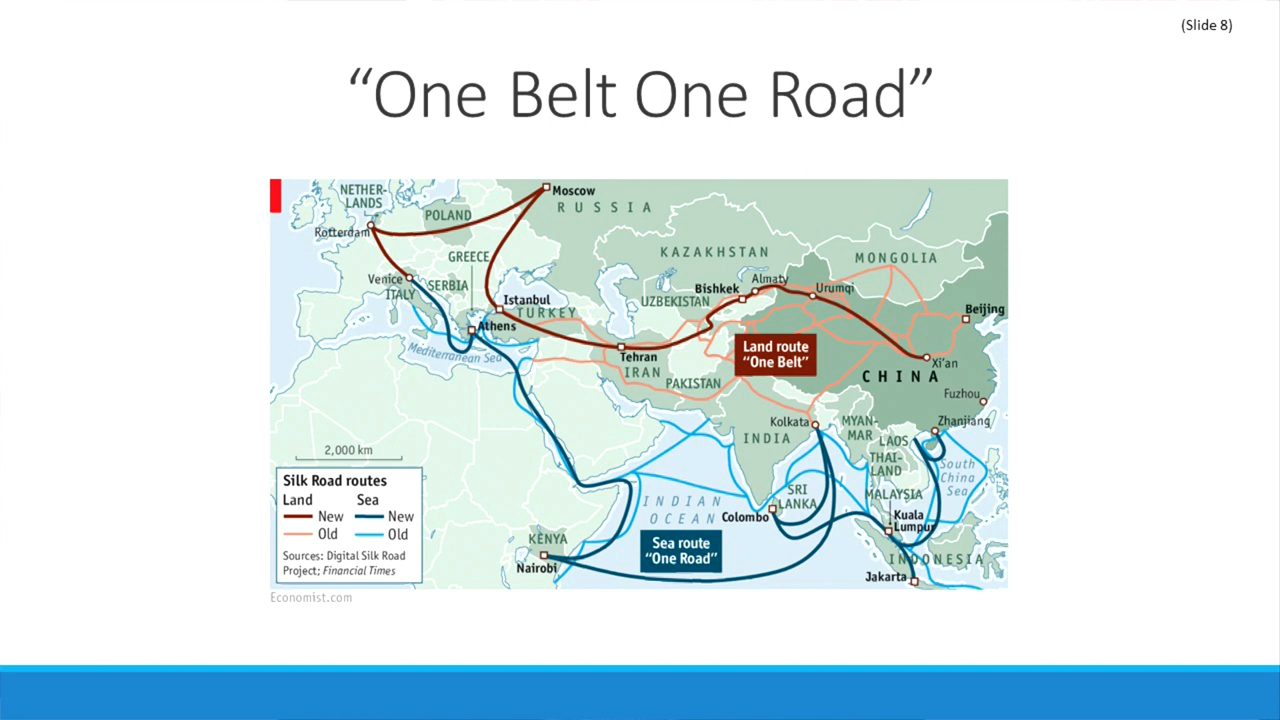 (Slide 8)
“One Belt One Road”
NETHER-
LANDS
Moscow
RUSSIA
POLAND
Rotterdam
KAZAKHSTAN
MONGOLIA
GREECE
Venice
SERBIA
ITALY
Almaty
Bishkek
Urumqi
Istanbul
UZBEKISTAN
TURKEY
Beijing
Athens
Mediterranean Sea
Land route
“One Belt”
Tehran
IRAN
Xi’an
CHINA
PAKISTAN
Fuzhou
Kolkata
MYAN-
MAR
Zhanjiang
INDIA
LAOS
2,000 km
THAI-
LAND
South
China
Sea
Silk Road routes
Land Sea
New New
Old Old
Sources: Digital Silk Road
Project; Financial Times
SRI
LANKA
MALAYSIA
INDIAN
OCEAN
Colombo
Kuala
Lumpur
KENYA
Sea route
“One Road”
INDONESIA
Nairobi
Jakarta
Economist.com